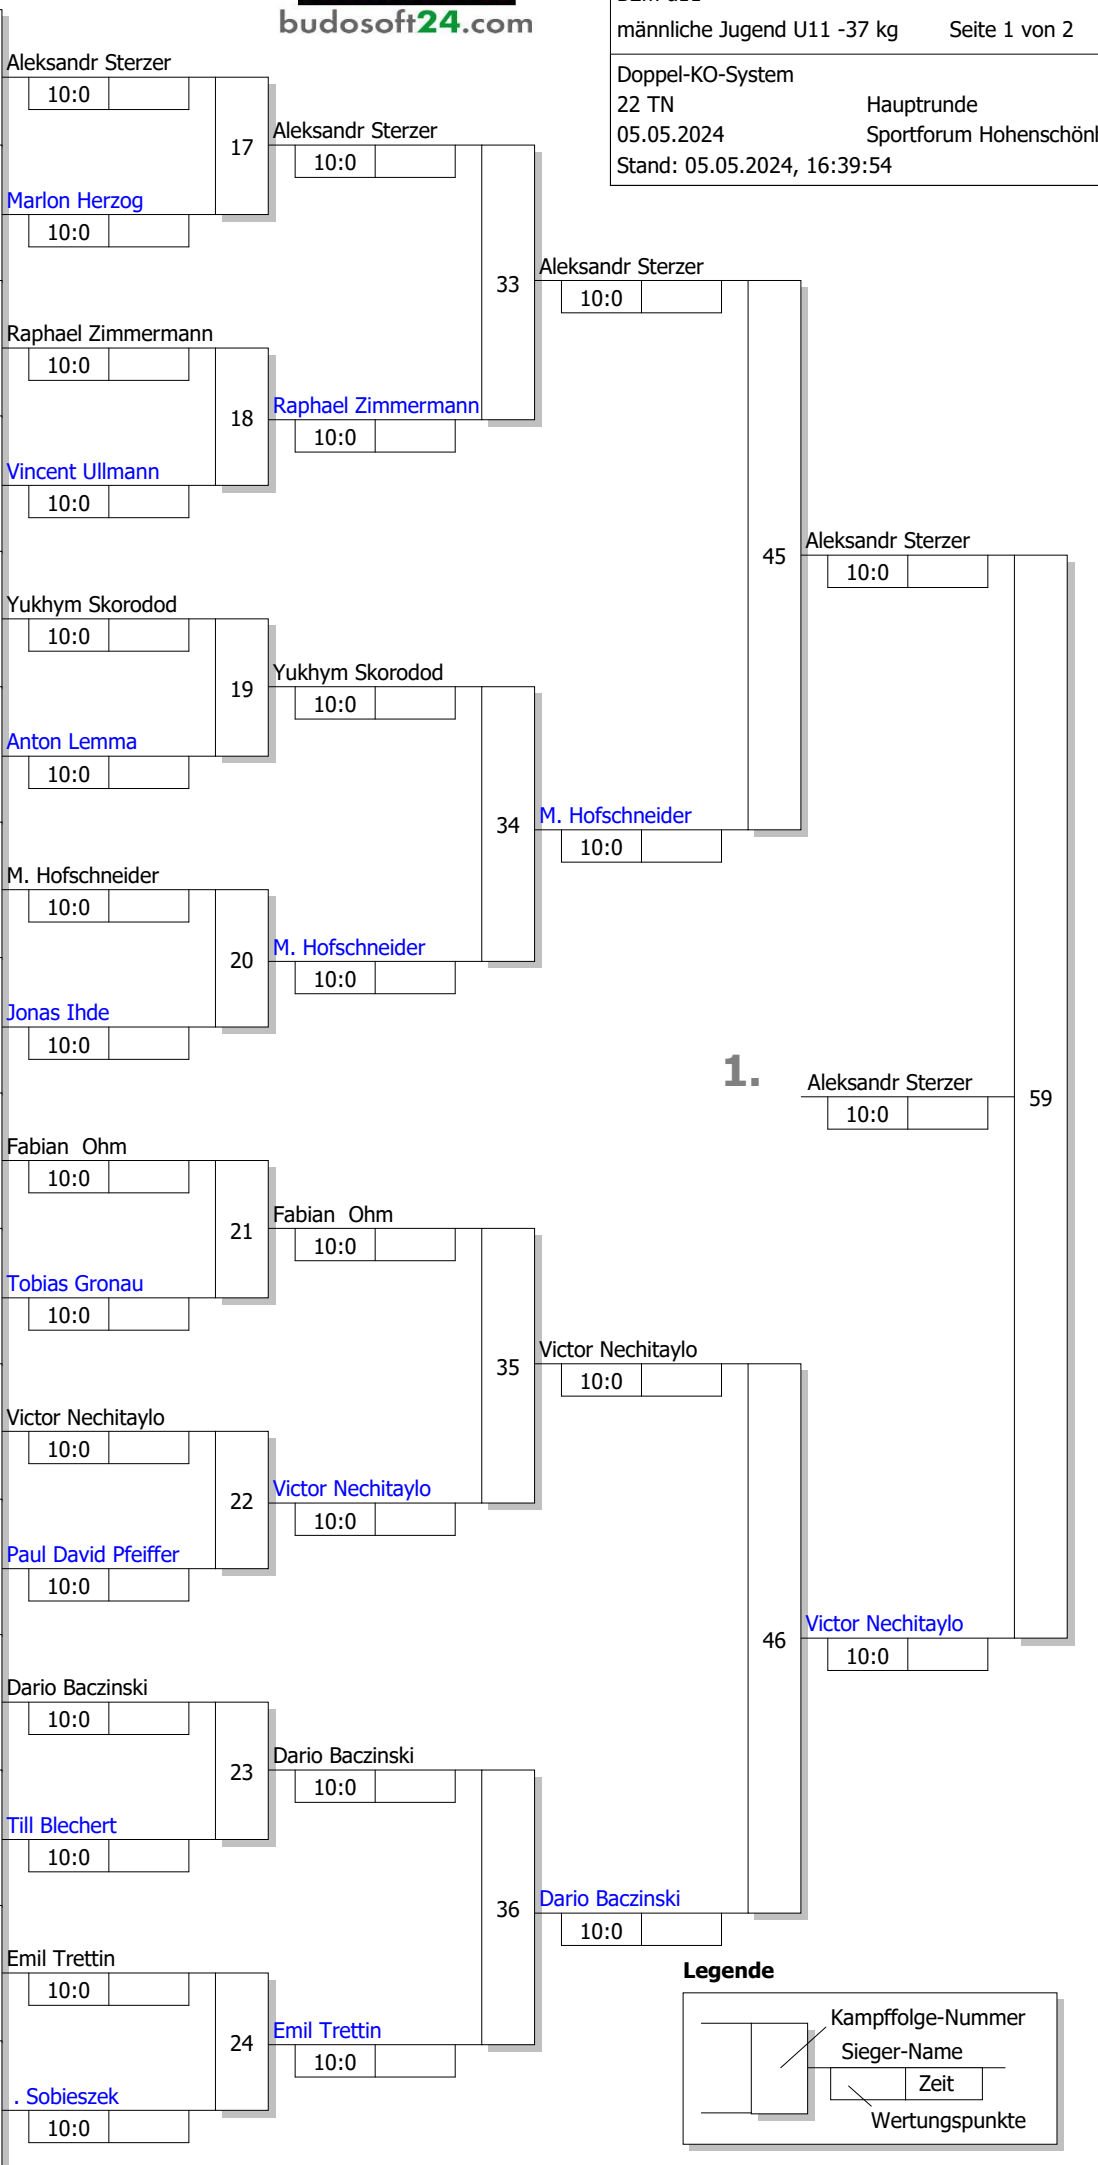 budosoft24.com
männliche Jugend U11 -37 kg Seite 1 von 2
Doppel-KO-System
22 TN Hauptrunde
05.05.2024 Sportforum
Stand: 05.05.2024, 16:39:54
Aleksandr Sterzer
10:0
17
Marlon Herzog
10:0
Aleksandr Sterzer
10:0
33
Raphael Zimmermann
10:0
18
Vincent Ullmann
10:0
Raphael Zimmermann
10:0
Aleksandr Sterzer
10:0
45
Yukhym Skorodod
10:0
19
Anton Lemma
10:0
Yukhym Skorodod
10:0
34
M. Hofschneider
10:0
20
Jonas Ihde
10:0
M. Hofschneider
10:0
M. Hofschneider
10:0
Aleksandr Sterzer
10:0
59
1.
Aleksandr Sterzer
10:0
Fabian Ohm
10:0
21
Tobias Gronau
10:0
Fabian Ohm
10:0
35
Victor Nechitaylo
10:0
22
Paul David Pfeiffer
10:0
Victor Nechitaylo
10:0
Victor Nechitaylo
10:0
46
Victor Nechitaylo
10:0
Dario Baczinski
10:0
23
Till Blechert
10:0
Dario Baczinski
10:0
36
Dario Baczinski
10:0
Emil Trettin
10:0
24
. Sobieszek
10:0
Emil Trettin
10:0
Legende
Kampffolge-Nummer
Sieger-Name
Zeit
Wertungspunkte